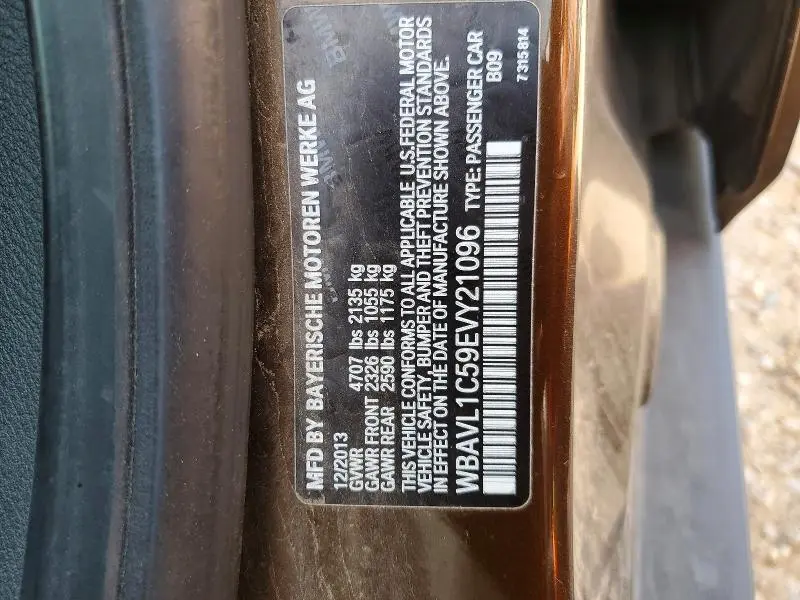 MFD BY BAYERISCHE MOTOREN WERKE AG
12/2013
GVWR 4707 lbs 2135 kg
GAWR FRONT 2326 lbs 1055 kg
GAWR REAR 2590 lbs 1175 kg
THIS VEHICLE CONFORMS TO ALL APPLICABLE U.S.FEDERAL MOTOR
VEHICLE SAFETY, BUMPER AND THEFT PREVENTION STANDARDS
IN EFFECT ON THE DATE OF MANUFACTURE SHOWN ABOVE.
WBAVL1C59EVY21096 TYPE: PASSENGER CAR
B09
7 315 814
BMW
BMW